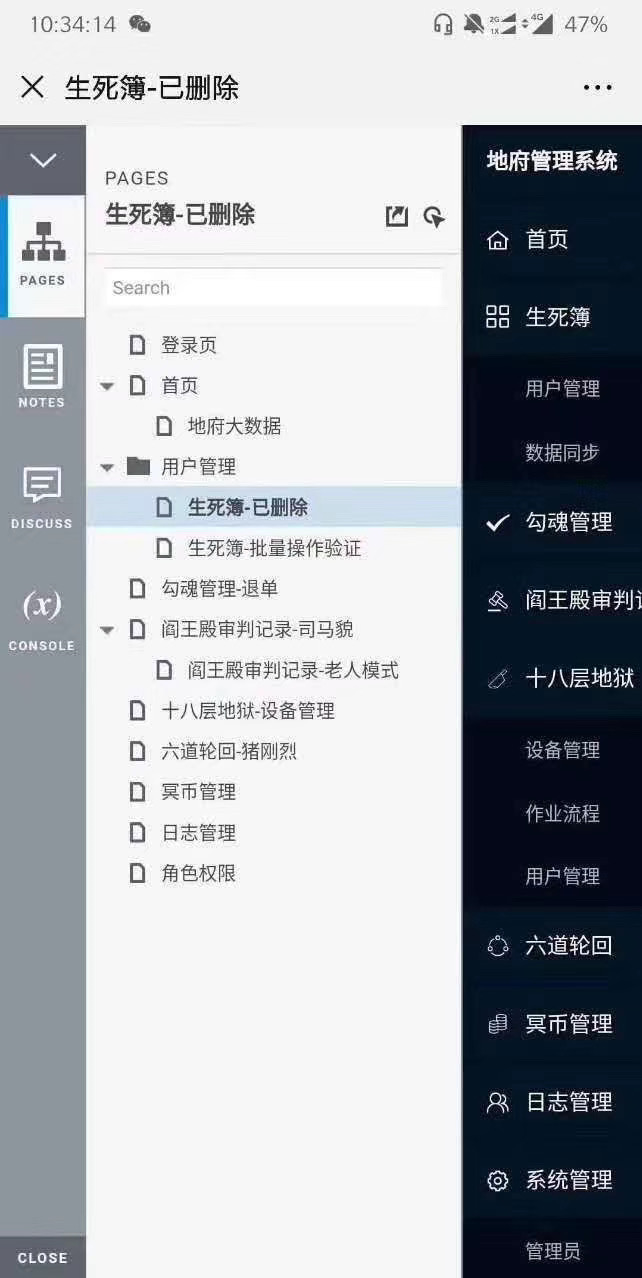 10:34:14
2G
1X
4G
47%
生死簿-已删除
PAGES
NOTES
DISCUSS
(x)
CONSOLE
CLOSE
PAGES
生死簿-已删除
Search
登录页
首页
地府大数据
用户管理
生死簿-已删除
生死簿-批量操作验证
勾魂管理-退单
阎王殿审判记录-司马貌
阎王殿审判记录-老人模式
十八层地狱-设备管理
六道轮回-猪刚烈
冥币管理
日志管理
角色权限
地府管理系统
首页
生死簿
用户管理
数据同步
勾魂管理
阎王殿审判记
十八层地狱
设备管理
作业流程
用户管理
六道轮回
冥币管理
日志管理
系统管理
管理员